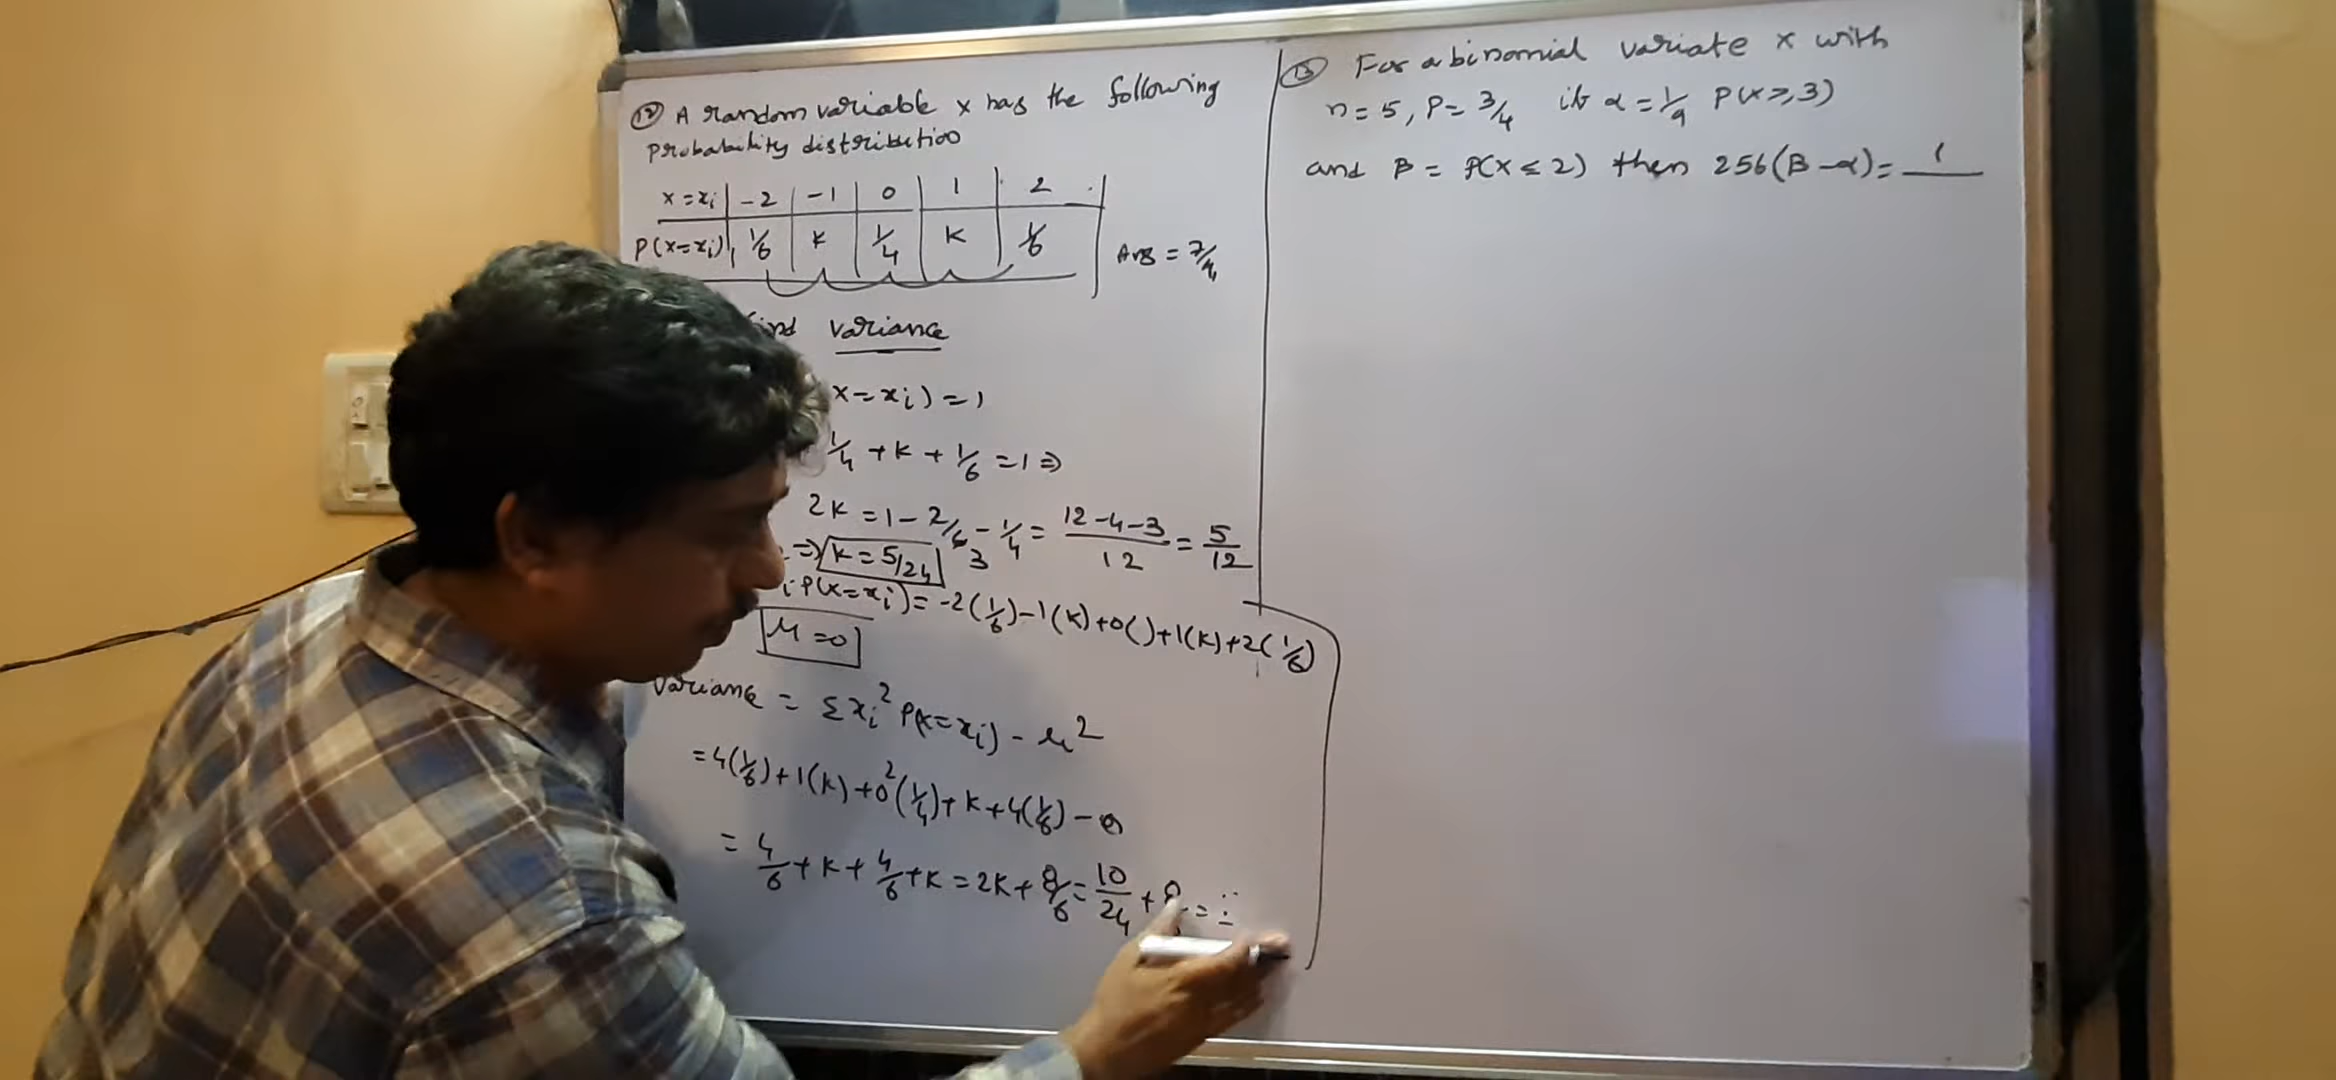 (12) A random variable x has the following
probability distribution
x = xi | -2 | -1 | 0 | 1 | 2
P(x=xi) | 1/6 | k | 1/4 | k | 1/6
Ans = 7/4
find variance
x=xi) = 1
1/4 + k + 1/6 = 1 ⇒
2k = 1 - 2/6 - 1/4 = (12-4-3)/12 = 5/12
3
⇒ k = 5/24
i P(x=xi) = -2(1/6) - 1(k) + 0( ) + 1(k) + 2(1/6)
μ = 0
variance = Σxi² P(x=xi) - μ²
= 4(1/6) + 1(k) + 0²(1/4) + k + 4(1/6) - 0
= 4/6 + k + 4/6 + k = 2k + 8/6 = 10/24 + 8 =
(13) For a binomial variate x with
n = 5, P = 3/4 if α = 1/9 P(x ≥ 3)
and β = P(X ≤ 2) then 256(β - α) = 1